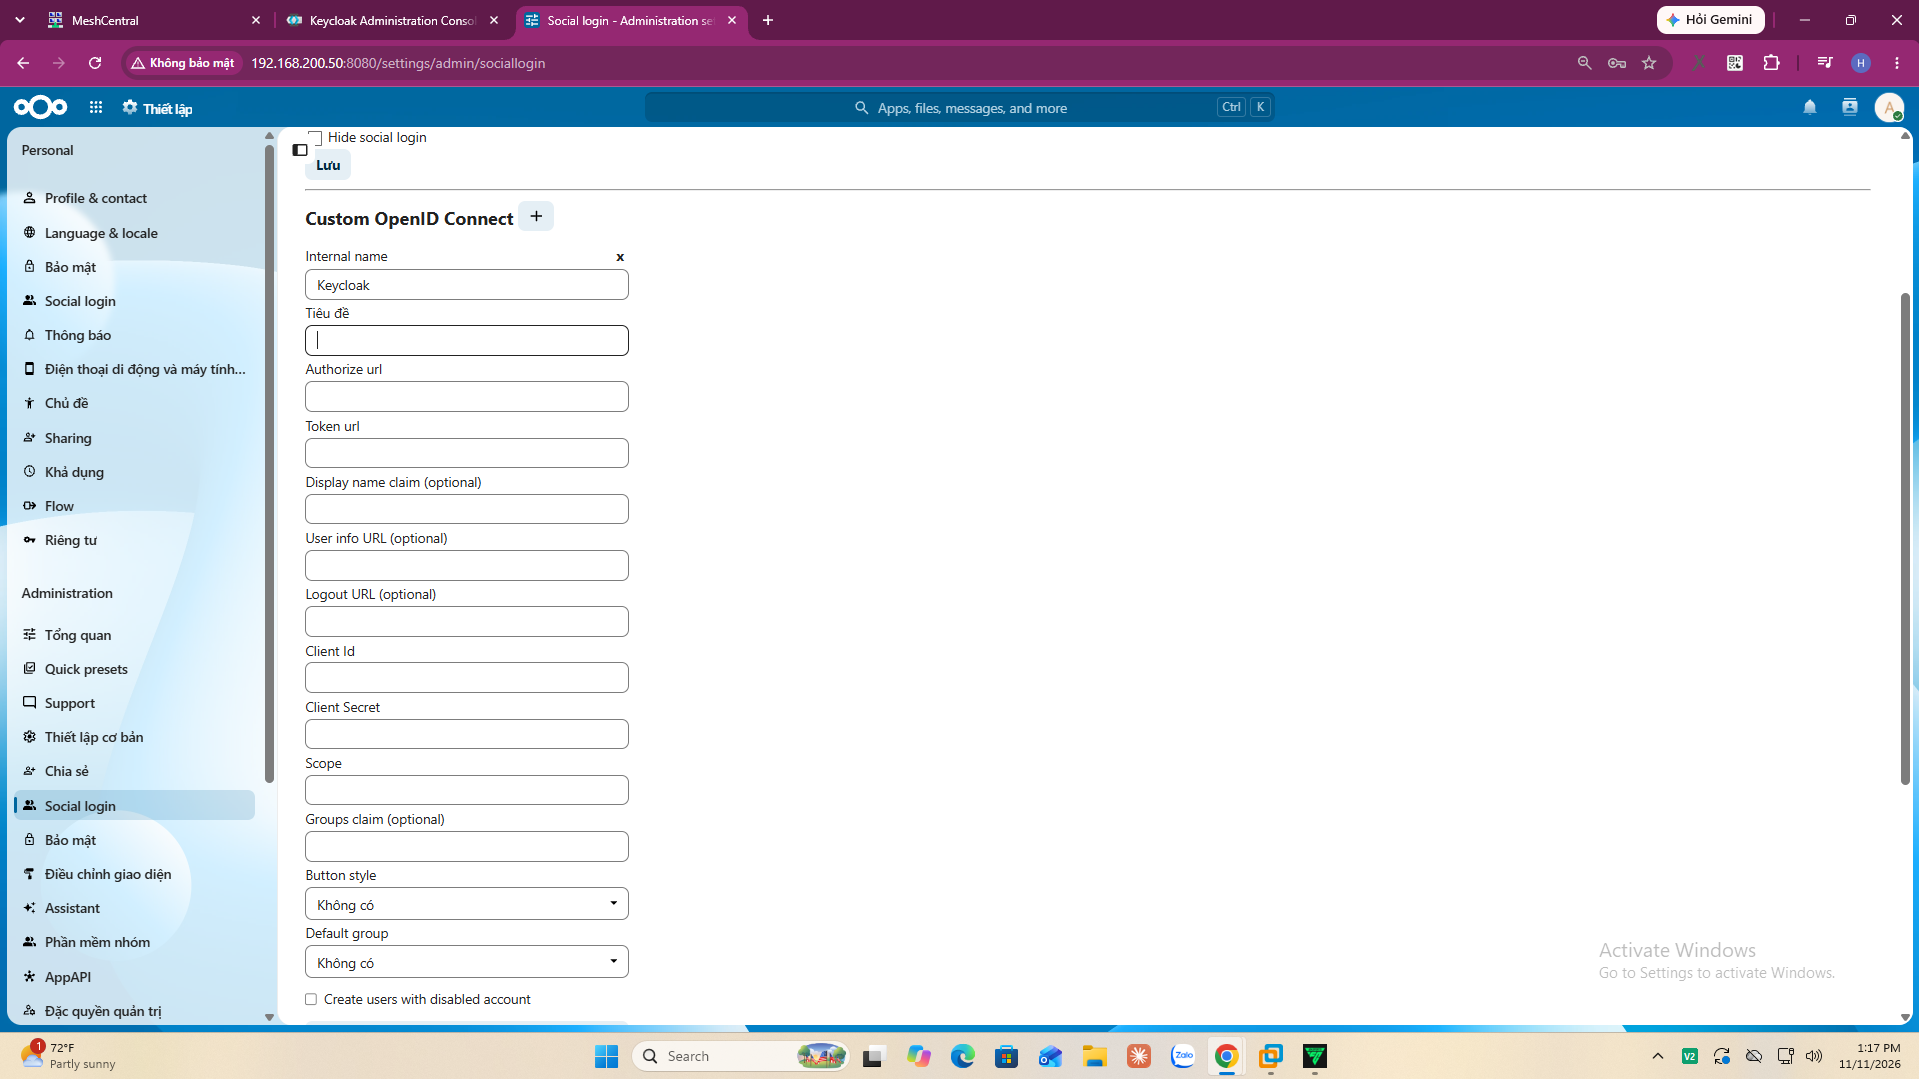 MeshCentral
Keycloak Administration Consol
Social login - Administration se
Hỏi Gemini
Không bảo mật
192.168.200.50:8080/settings/admin/sociallogin
H
Thiết lập
Apps, files, messages, and more
Ctrl
K
A
Personal
Profile & contact
Language & locale
Bảo mật
Social login
Thông báo
Điện thoại di động và máy tính...
Chủ đề
Sharing
Khả dụng
Flow
Riêng tư
Administration
Tổng quan
Quick presets
Support
Thiết lập cơ bản
Chia sẻ
Social login
Bảo mật
Điều chỉnh giao diện
Assistant
Phần mềm nhóm
AppAPI
Đặc quyền quản trị
Hide social login
Lưu
Custom OpenID Connect +
Internal name x
Keycloak
Tiêu đề
Authorize url
Token url
Display name claim (optional)
User info URL (optional)
Logout URL (optional)
Client Id
Client Secret
Scope
Groups claim (optional)
Button style
Không có
Default group
Không có
Create users with disabled account
Activate Windows
Go to Settings to activate Windows.
1
72°F
Partly sunny
Search
Zalo
V2
1:17 PM
11/11/2026